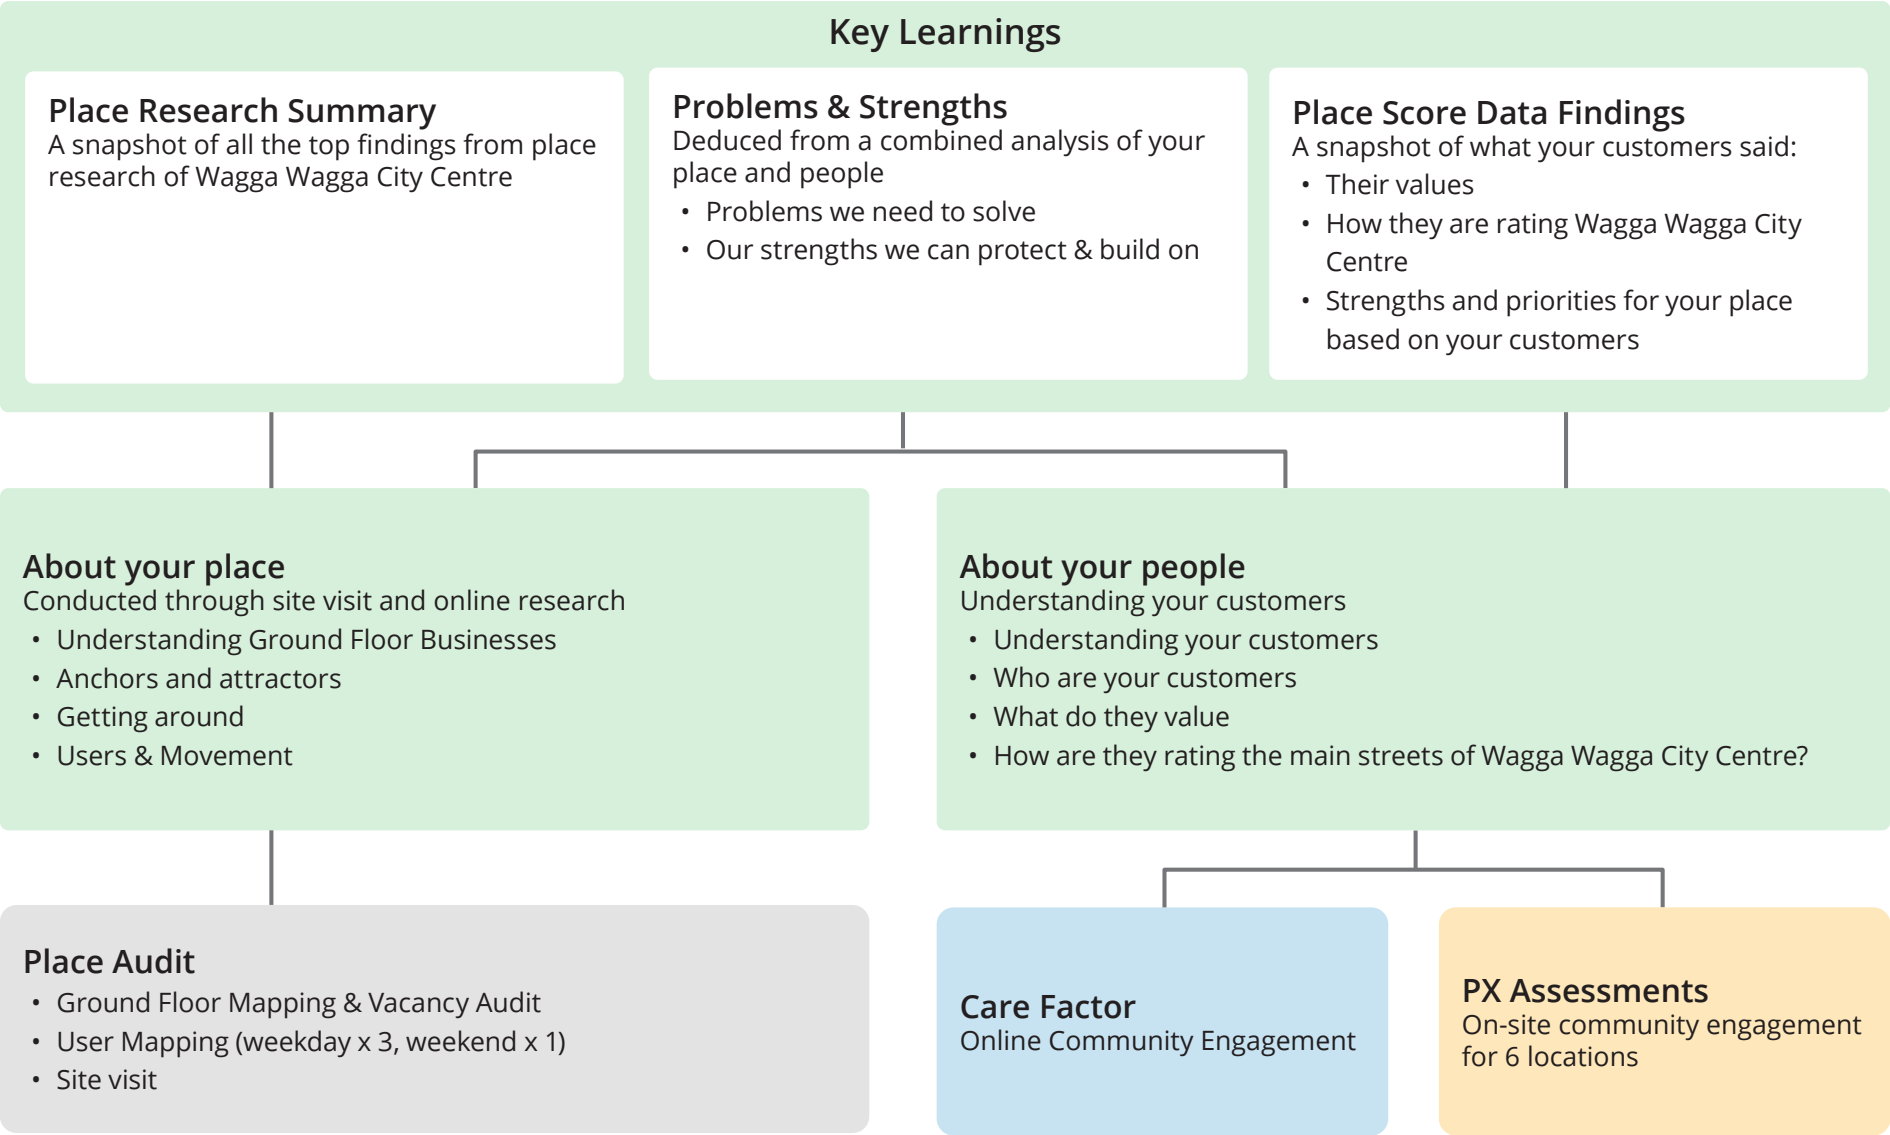 Key Learnings
Place Research Summary
A snapshot of all the top findings from place
research of Wagga Wagga City Centre
Problems & Strengths
Deduced from a combined analysis of your
place and people
• Problems we need to solve
• Our strengths we can protect & build on
Place Score Data Findings
A snapshot of what your customers said:
• Their values
• How they are rating Wagga Wagga City
Centre
• Strengths and priorities for your place
based on your customers
About your place
Conducted through site visit and online research
• Understanding Ground Floor Businesses
• Anchors and attractors
• Getting around
• Users & Movement
About your people
Understanding your customers
• Understanding your customers
• Who are your customers
• What do they value
• How are they rating the main streets of Wagga Wagga City Centre?
Place Audit
• Ground Floor Mapping & Vacancy Audit
• User Mapping (weekday x 3, weekend x 1)
• Site visit
Care Factor
Online Community Engagement
PX Assessments
On-site community engagement
for 6 locations